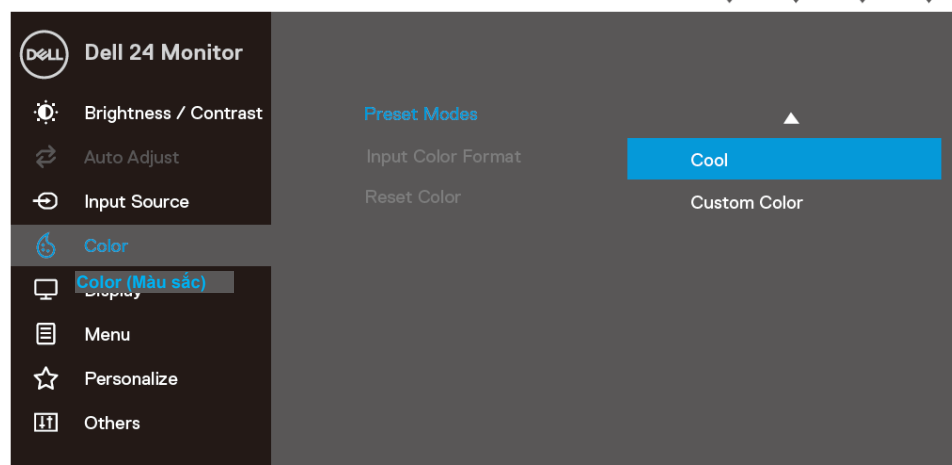 DELL Dell 24 Monitor
Brightness / Contrast
Auto Adjust
Input Source
Color
Color (Màu sắc)
Display
Menu
Personalize
Others
Preset Modes
Input Color Format
Reset Color
Cool
Custom Color